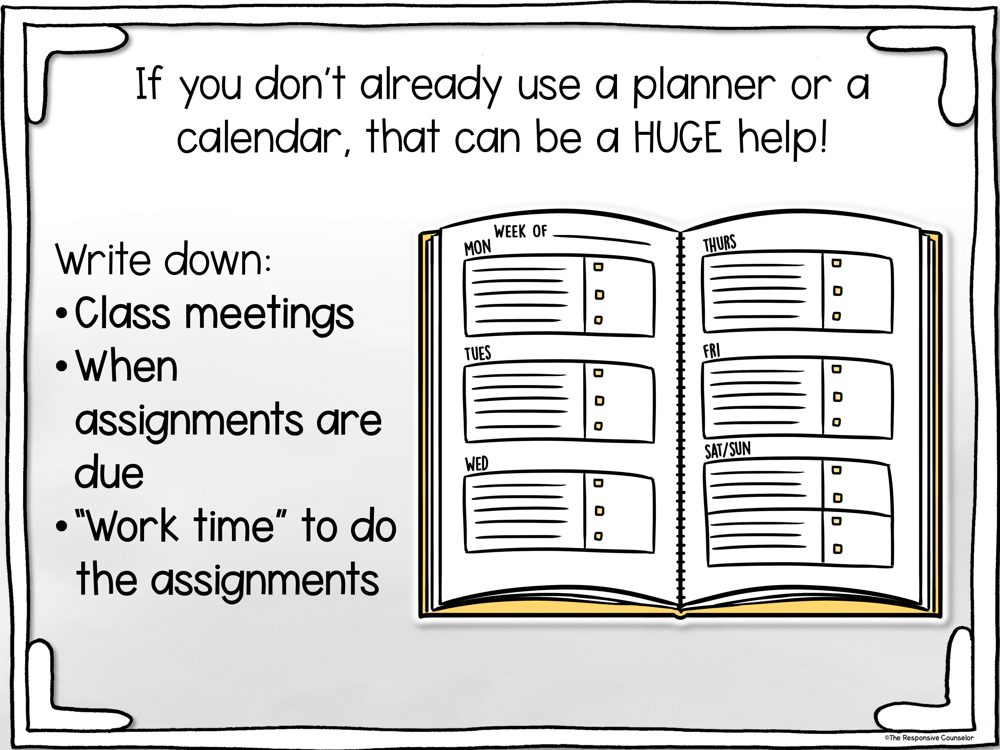 If you don't already use a planner or a
calendar, that can be a HUGE help!
Write down:
• Class meetings
• When
assignments are
due
• "Work time" to do
the assignments
WEEK OF
MON
TUES
WED
THURS
FRI
SAT/SUN
©The Responsive Counselor